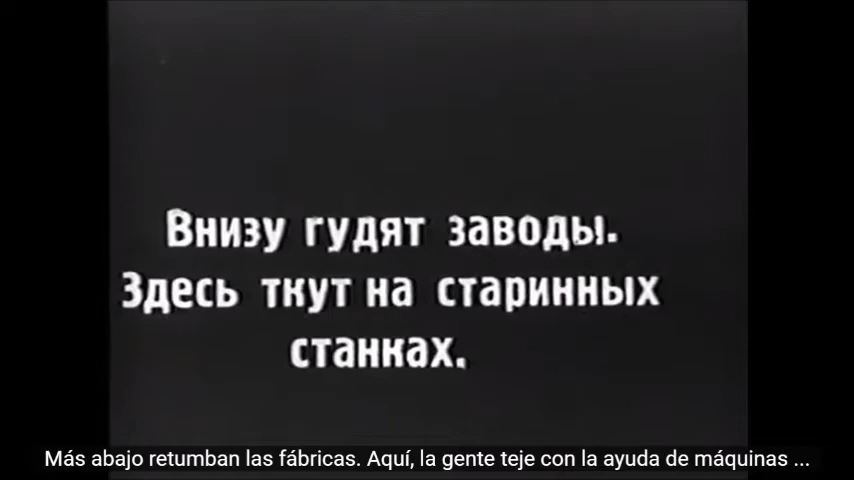 Внизу гудят заводы.
Здесь ткут на старинных
станках.
Más abajo retumban las fábricas. Aquí, la gente teje con la ayuda de máquinas ...